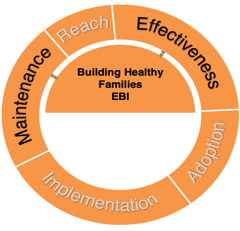 Reach
Effectiveness
Adoption
Implementation
Maintenance
Building Healthy
Families
EBI